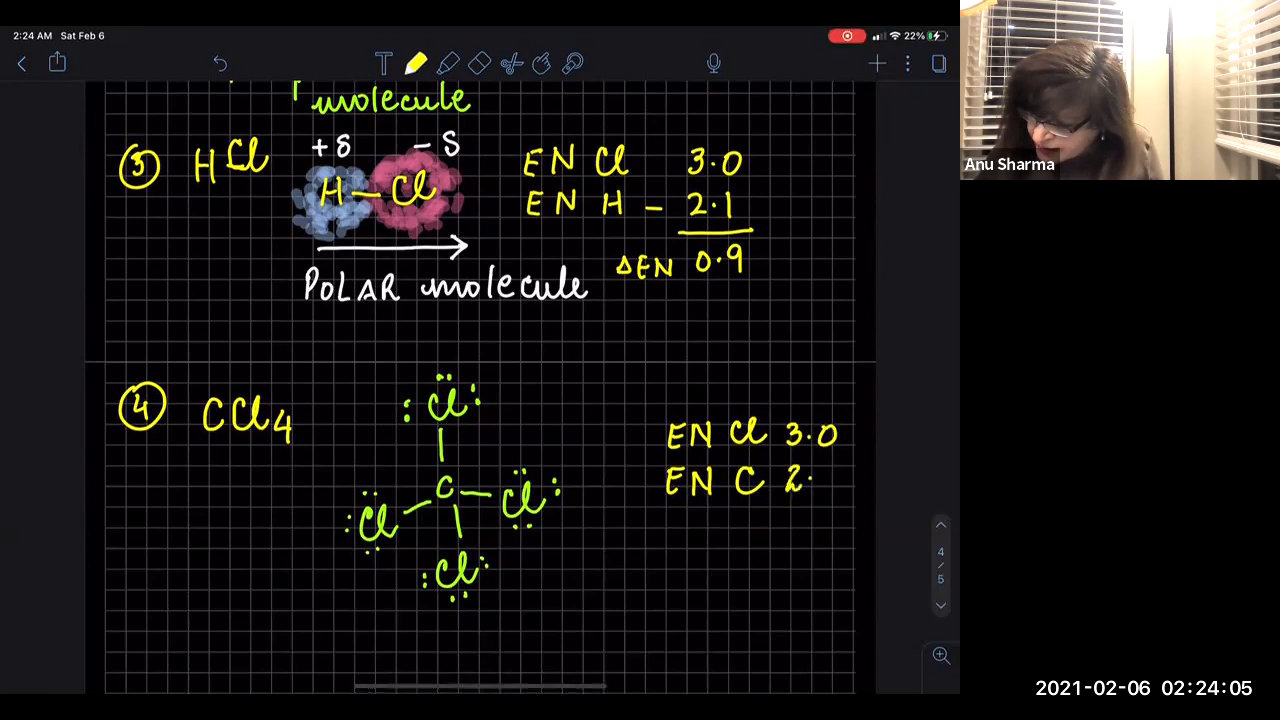 2:24 AM Sat Feb 6
22%
Anu Sharma
molecule
③ HCl
+δ -δ
H—Cl
POLAR molecule
EN Cl 3.0
EN H - 2.1
ΔEN 0.9
④ CCl4
:Cl:
:Cl — C — Cl:
:Cl:
EN Cl 3.0
EN C 2.
4
/
5
2021-02-06 02:24:05